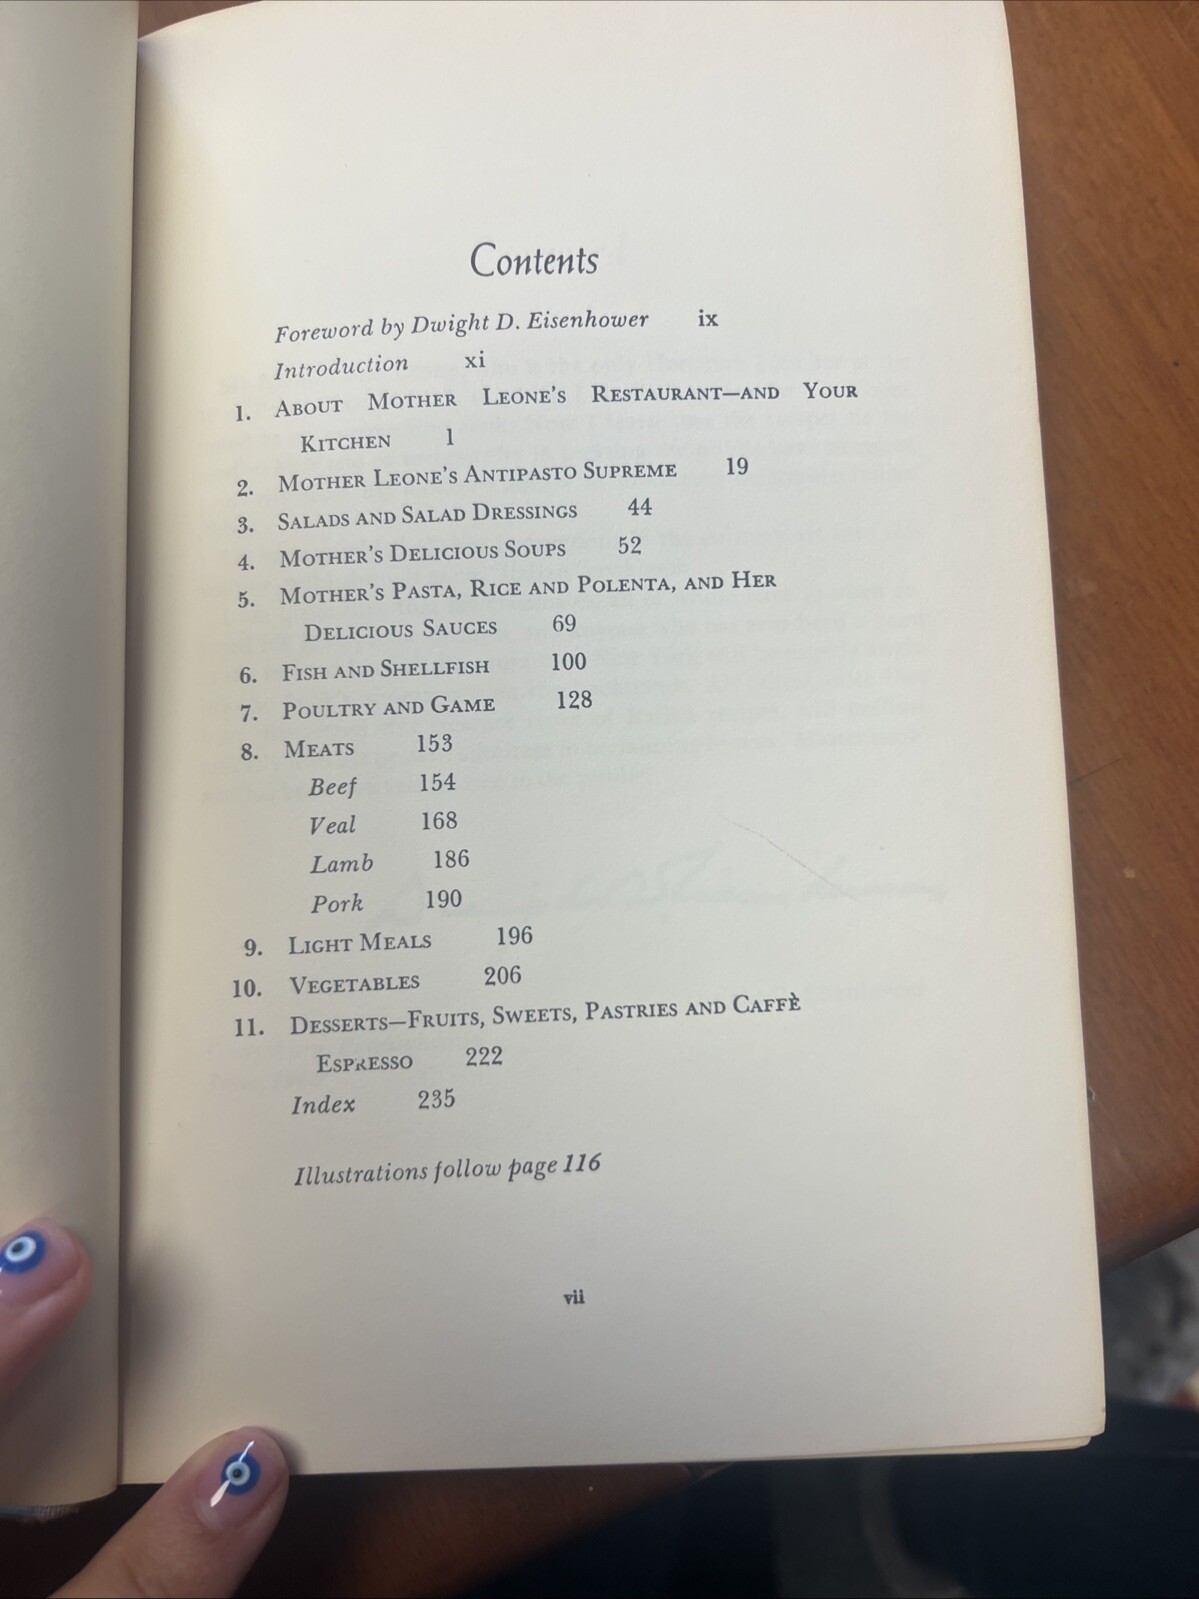 Contents
Foreword by Dwight D. Eisenhower ix
Introduction xi
1. About Mother Leone's Restaurant—and Your
Kitchen 1
2. Mother Leone's Antipasto Supreme 19
3. Salads and Salad Dressings 44
4. Mother's Delicious Soups 52
5. Mother's Pasta, Rice and Polenta, and Her
Delicious Sauces 69
6. Fish and Shellfish 100
7. Poultry and Game 128
8. Meats 153
Beef 154
Veal 168
Lamb 186
Pork 190
9. Light Meals 196
10. Vegetables 206
11. Desserts—Fruits, Sweets, Pastries and Caffè
Espresso 222
Index 235
Illustrations follow page 116
vii